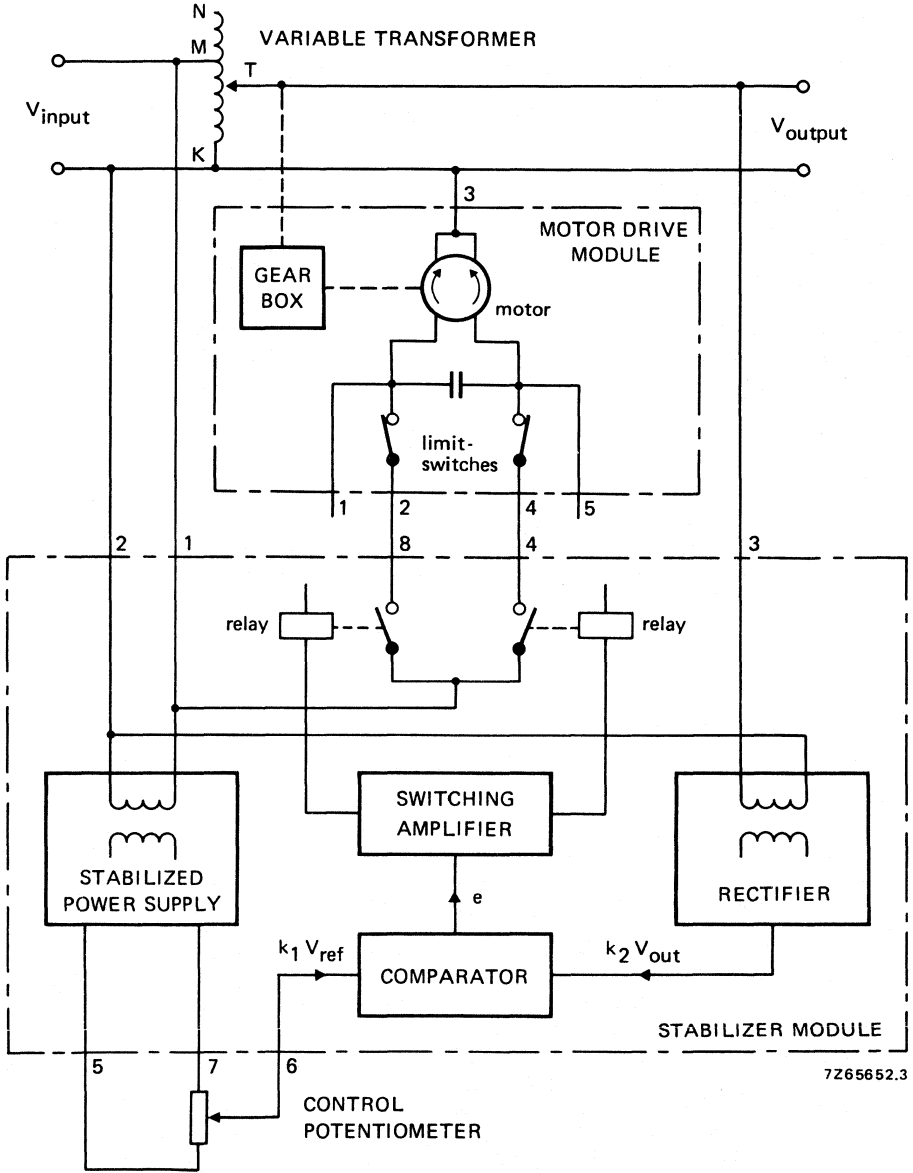 N
VARIABLE TRANSFORMER
M
T
Vinput
Voutput
K
3
MOTOR DRIVE
MODULE
GEAR
BOX
motor
limit-
switches
1 2 4 5
2 1 8 4 3
relay
relay
SWITCHING
AMPLIFIER
STABILIZED
POWER SUPPLY
RECTIFIER
e
k1 Vref
k2 Vout
COMPARATOR
STABILIZER MODULE
5 7 6
7Z65652.3
CONTROL
POTENTIOMETER